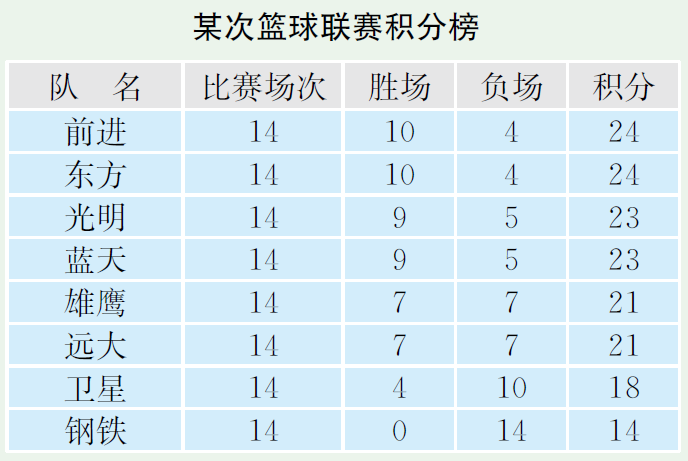 某次篮球联赛积分榜
队 名 比赛场次 胜场 负场 积分
前进 14 10 4 24
东方 14 10 4 24
光明 14 9 5 23
蓝天 14 9 5 23
雄鹰 14 7 7 21
远大 14 7 7 21
卫星 14 4 10 18
钢铁 14 0 14 14